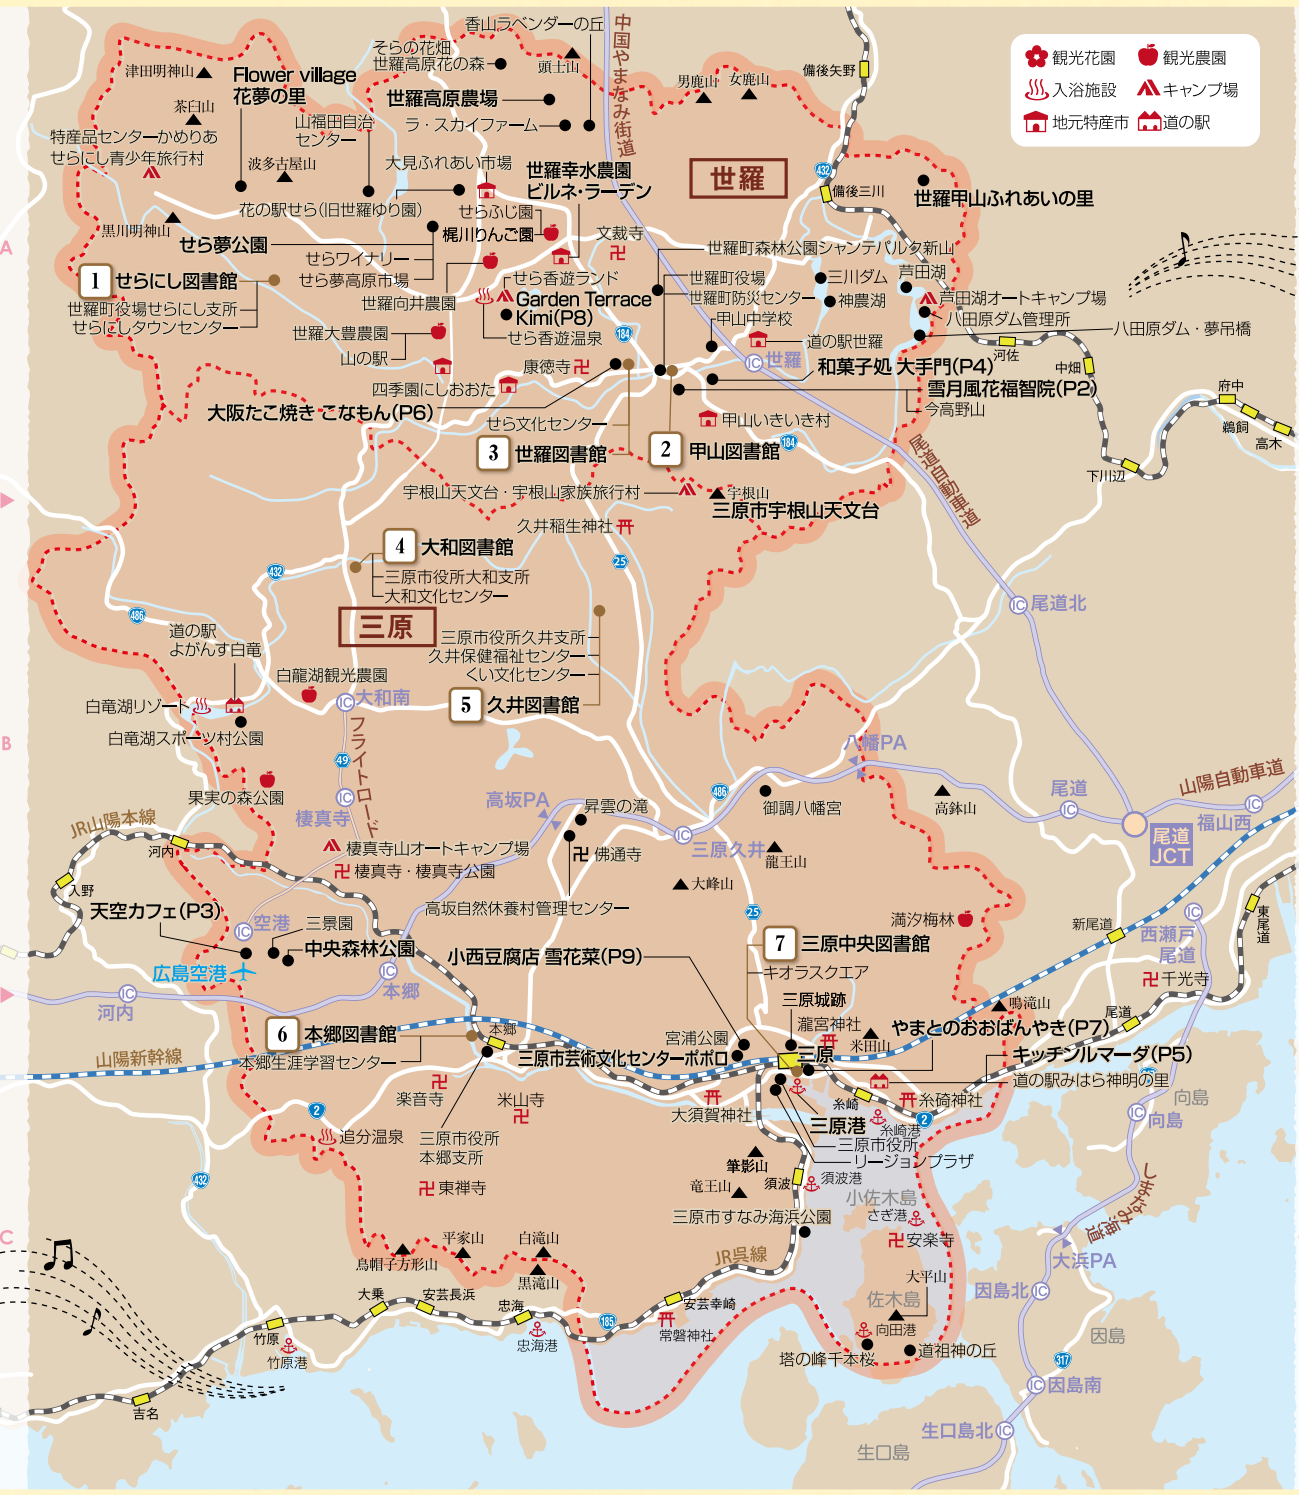 香山ラベンダーの丘
中国やまなみ街道
そらの花畑
世羅高原花の森
頭士山
津田明神山
Flower village
花夢の里
男鹿山
女鹿山
備後矢野
観光花園
観光農園
入浴施設
キャンプ場
地元特産市
道の駅
世羅高原農場
ラ・スカイファーム
茶臼山
山福田自治
センター
特産品センターかめりあ
せらにし青少年旅行村
波多古屋山
大見ふれあい市場
世羅幸水農園
ビルネ・ラーデン
世羅
432
備後三川
世羅甲山ふれあいの里
花の駅せら(旧世羅ゆり園)
せらふじ園
梶川りんご園
文裁寺
黒川明神山
せら夢公園
せらワイナリー
せら夢高原市場
世羅町森林公園シャンテパルク新山
A
1
せらにし図書館
世羅町役場せらにし支所
せらにしタウンセンター
世羅向井農園
せら香遊ランド
Garden Terrace
Kimi(P8)
せら香遊温泉
世羅町役場
世羅町防災センター
甲山中学校
三川ダム
神農湖
芦田湖
芦田湖オートキャンプ場
八田原ダム管理所
八田原ダム・夢吊橋
世羅大豊農園
山の駅
184
道の駅世羅
IC
世羅
河佐
中畑
康徳寺
和菓子処 大手門(P4)
雪月風花福智院(P2)
今高野山
四季園にしおおた
大阪たこ焼き こなもん(P6)
せら文化センター
甲山いきいき村
184
府中
鵜飼
高木
3
世羅図書館
2
甲山図書館
尾道自動車道
下川辺
宇根山天文台・宇根山家族旅行村
宇根山
三原市宇根山天文台
久井稲生神社
4
大和図書館
三原市役所大和支所
大和文化センター
25
432
486
三原
IC
尾道北
道の駅
よがんす白竜
三原市役所久井支所
久井保健福祉センター
くい文化センター
白龍湖観光農園
5
久井図書館
白竜湖リゾート
IC
大和南
白竜湖スポーツ村公園
B
フライトロード
49
八幡PA
果実の森公園
IC
棲真寺
高坂PA
昇雲の滝
486
御調八幡宮
高鉢山
尾道
IC
山陽自動車道
IC
福山西
尾道
JCT
JR山陽本線
河内
棲真寺山オートキャンプ場
棲真寺・棲真寺公園
佛通寺
IC
三原久井
龍王山
大峰山
入野
天空カフェ(P3)
IC
空港
三景園
高坂自然休養村管理センター
25
満汐梅林
中央森林公園
広島空港
小西豆腐店 雪花菜(P9)
7
三原中央図書館
キオラスクエア
新尾道
IC
西瀬戸
尾道
東尾道
千光寺
IC
本郷
IC
河内
三原城跡
鳴滝山
尾道
6
本郷図書館
本郷
宮浦公園
瀧宮神社
米田山
やまとのおおばんやき(P7)
山陽新幹線
本郷生涯学習センター
三原市芸術文化センターポポロ
三原
キッチンルマーダ(P5)
道の駅みはら神明の里
楽音寺
米山寺
大須賀神社
糸崎
糸碕神社
向島
IC
向島
2
追分温泉
三原市役所
本郷支所
三原港
糸崎港
2
三原市役所
リージョンプラザ
432
東禅寺
筆影山
竜王山
須波
須波港
小佐木島
さぎ港
しまなみ海道
三原市すなみ海浜公園
安楽寺
C
烏帽子方形山
平家山
白滝山
黒滝山
JR呉線
大浜PA
大平山
因島北
IC
佐木島
大乗
安芸長浜
忠海
安芸幸崎
185
竹原
竹原港
忠海港
常磐神社
向田港
塔の峰千本桜
道祖神の丘
因島
317
IC
因島南
吉名
生口島北
IC
生口島